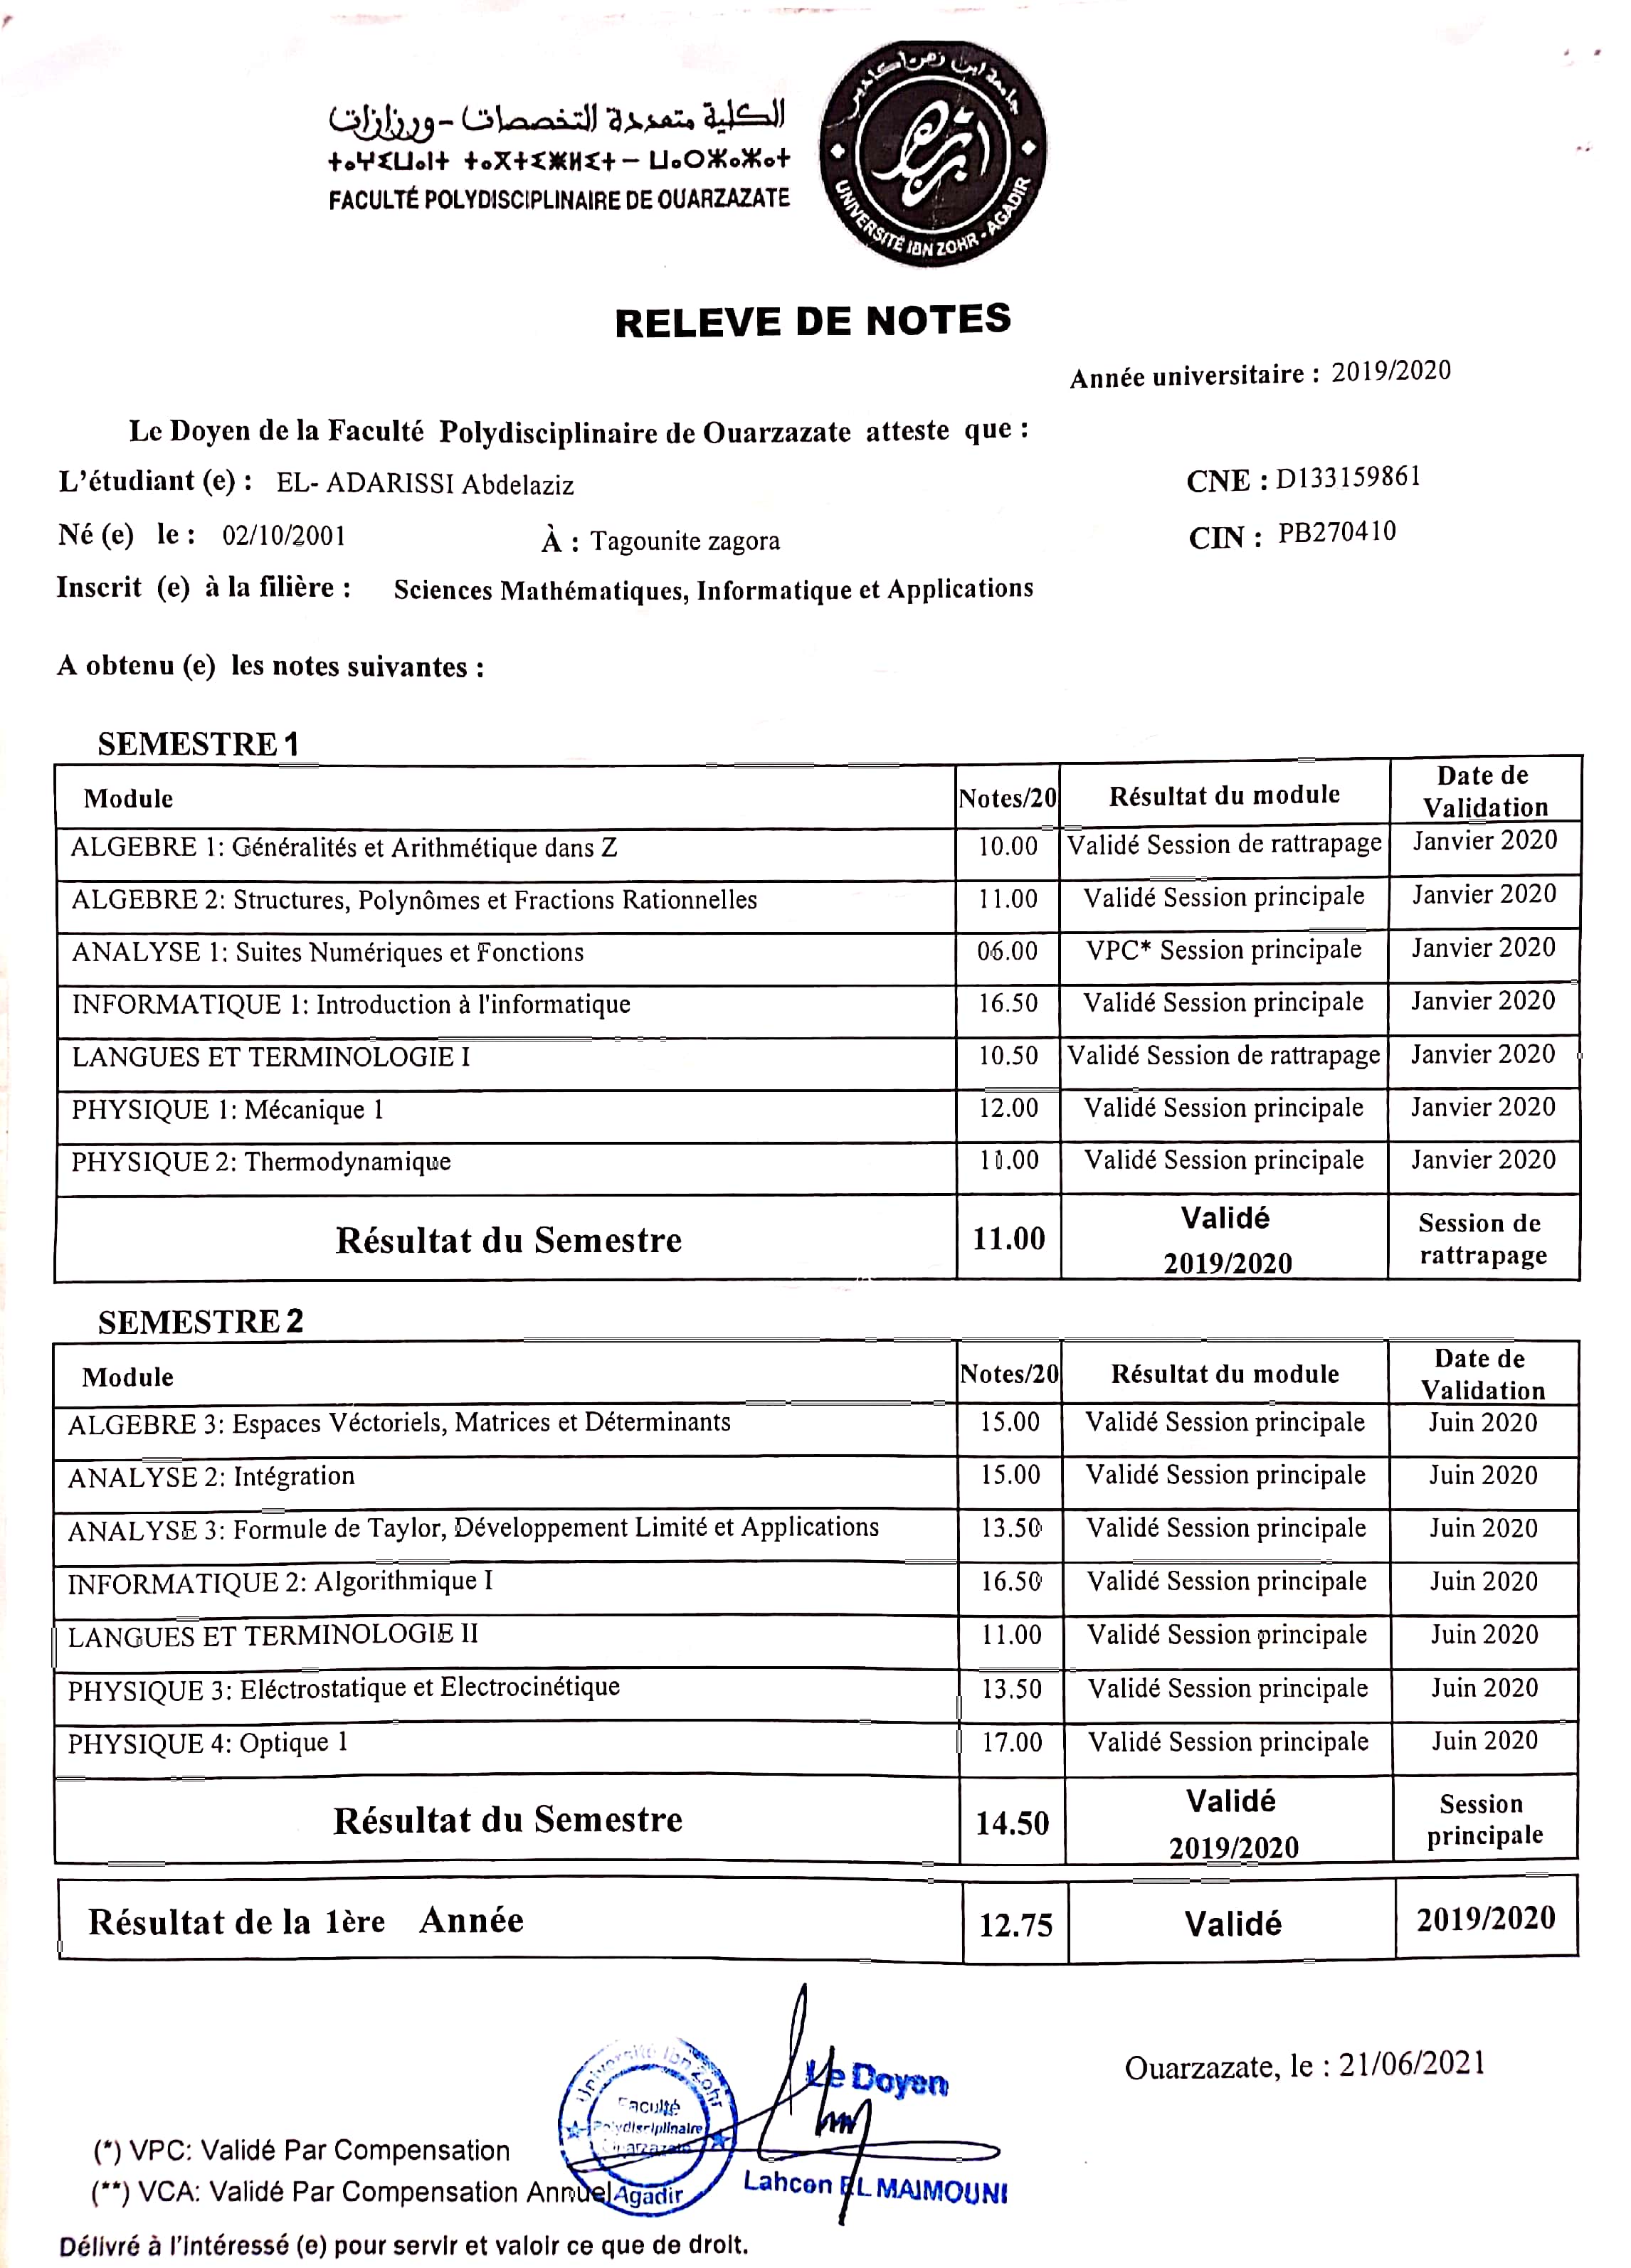 الكلية متعددة التخصصات - ورزازات
ⵜⴰⵖⵉⵡⴰⵏⵜ ⵜⴰⴳⵜⵉⵥⵍⵉⵜ – ⵡⴰⵔⵣⴰⵣⴰⵜ
FACULTÉ POLYDISCIPLINAIRE DE OUARZAZATE
جامعة ابن زهر أكادير
UNIVERSITÉ IBN ZOHR - AGADIR
RELEVE DE NOTES
Année universitaire : 2019/2020
Le Doyen de la Faculté Polydisciplinaire de Ouarzazate atteste que :
L'étudiant (e) : EL- ADARISSI Abdelaziz CNE : D133159861
Né (e) le : 02/10/2001 À : Tagounite zagora CIN : PB270410
Inscrit (e) à la filière : Sciences Mathématiques, Informatique et Applications
A obtenu (e) les notes suivantes :
SEMESTRE 1
Module Notes/20 Résultat du module Date de Validation
ALGEBRE 1: Généralités et Arithmétique dans Z 10.00 Validé Session de rattrapage Janvier 2020
ALGEBRE 2: Structures, Polynômes et Fractions Rationnelles 11.00 Validé Session principale Janvier 2020
ANALYSE 1: Suites Numériques et Fonctions 06.00 VPC* Session principale Janvier 2020
INFORMATIQUE 1: Introduction à l'informatique 16.50 Validé Session principale Janvier 2020
LANGUES ET TERMINOLOGIE I 10.50 Validé Session de rattrapage Janvier 2020
PHYSIQUE 1: Mécanique 1 12.00 Validé Session principale Janvier 2020
PHYSIQUE 2: Thermodynamique 11.00 Validé Session principale Janvier 2020
Résultat du Semestre 11.00 Validé 2019/2020 Session de rattrapage
SEMESTRE 2
Module Notes/20 Résultat du module Date de Validation
ALGEBRE 3: Espaces Véctoriels, Matrices et Déterminants 15.00 Validé Session principale Juin 2020
ANALYSE 2: Intégration 15.00 Validé Session principale Juin 2020
ANALYSE 3: Formule de Taylor, Développement Limité et Applications 13.50 Validé Session principale Juin 2020
INFORMATIQUE 2: Algorithmique I 16.50 Validé Session principale Juin 2020
LANGUES ET TERMINOLOGIE II 11.00 Validé Session principale Juin 2020
PHYSIQUE 3: Eléctrostatique et Electrocinétique 13.50 Validé Session principale Juin 2020
PHYSIQUE 4: Optique 1 17.00 Validé Session principale Juin 2020
Résultat du Semestre 14.50 Validé 2019/2020 Session principale
Résultat de la 1ère Année 12.75 Validé 2019/2020
Ouarzazate, le : 21/06/2021
Université Ibn Zohr
Faculté
Polydisciplinaire
Ouarzazate
Agadir
Le Doyen
Lahcen EL MAIMOUNI
(*) VPC: Validé Par Compensation
(**) VCA: Validé Par Compensation Annuel
Délivré à l'intéressé (e) pour servir et valoir ce que de droit.